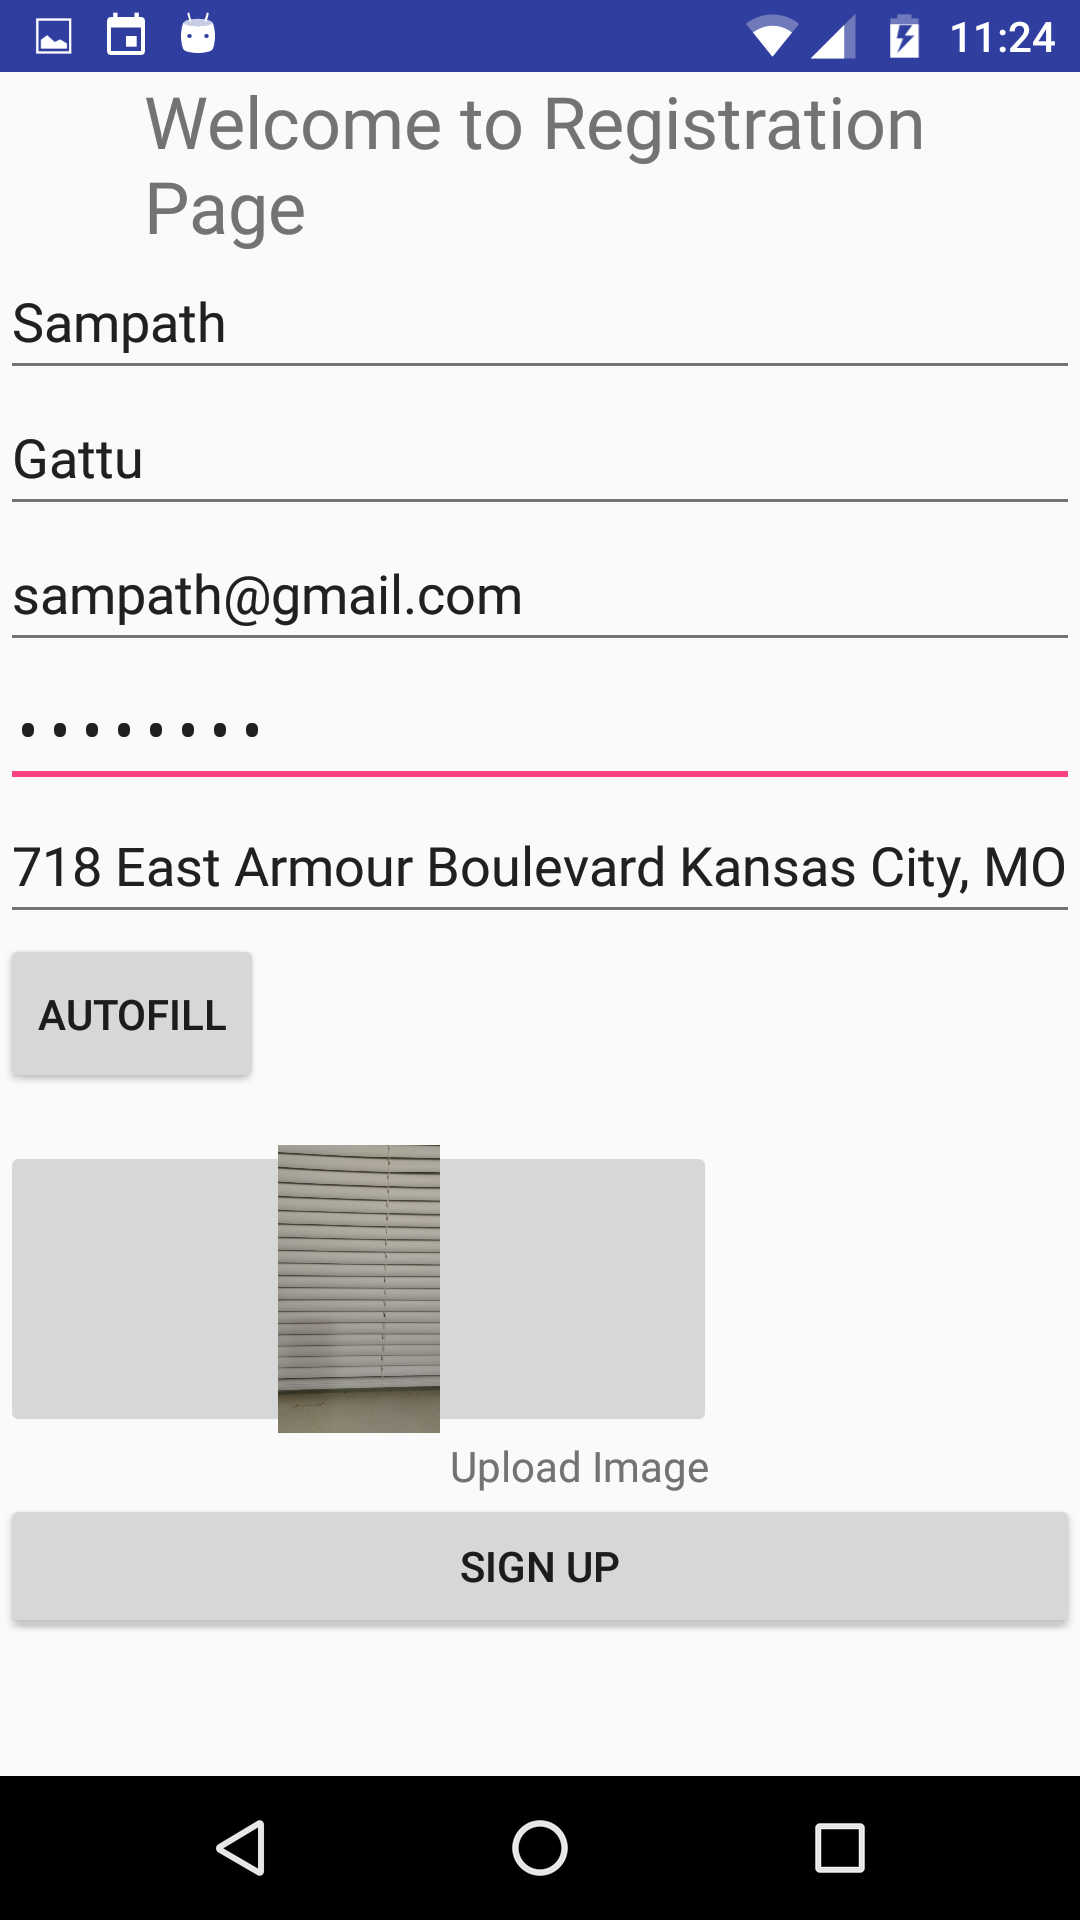 11:24
Welcome to Registration
Page
Sampath
Gattu
sampath@gmail.com
••••••••
718 East Armour Boulevard Kansas City, MO
AUTOFILL
Upload Image
SIGN UP